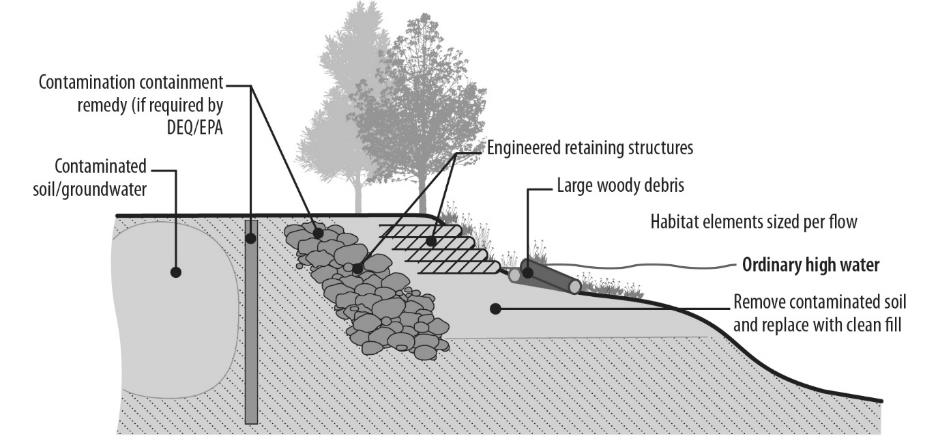 Contamination containment
remedy (if required by
DEQ/EPA
Contaminated
soil/groundwater
Engineered retaining structures
Large woody debris
Habitat elements sized per flow
Ordinary high water
Remove contaminated soil
and replace with clean fill